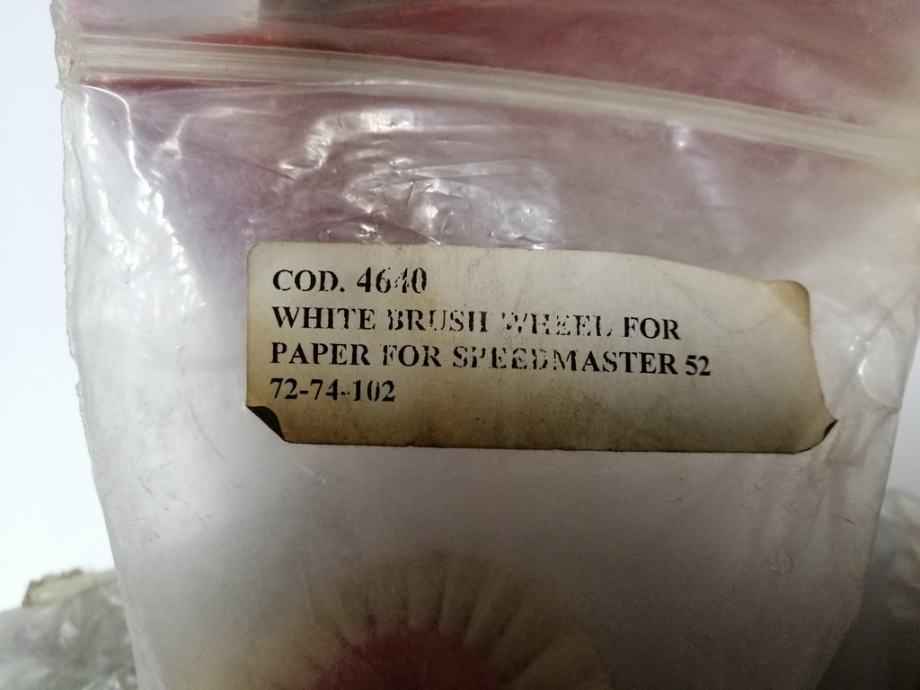 COD. 4640
WHITE BRUSH WHEEL FOR
PAPER FOR SPEEDMASTER 52
72-74-102